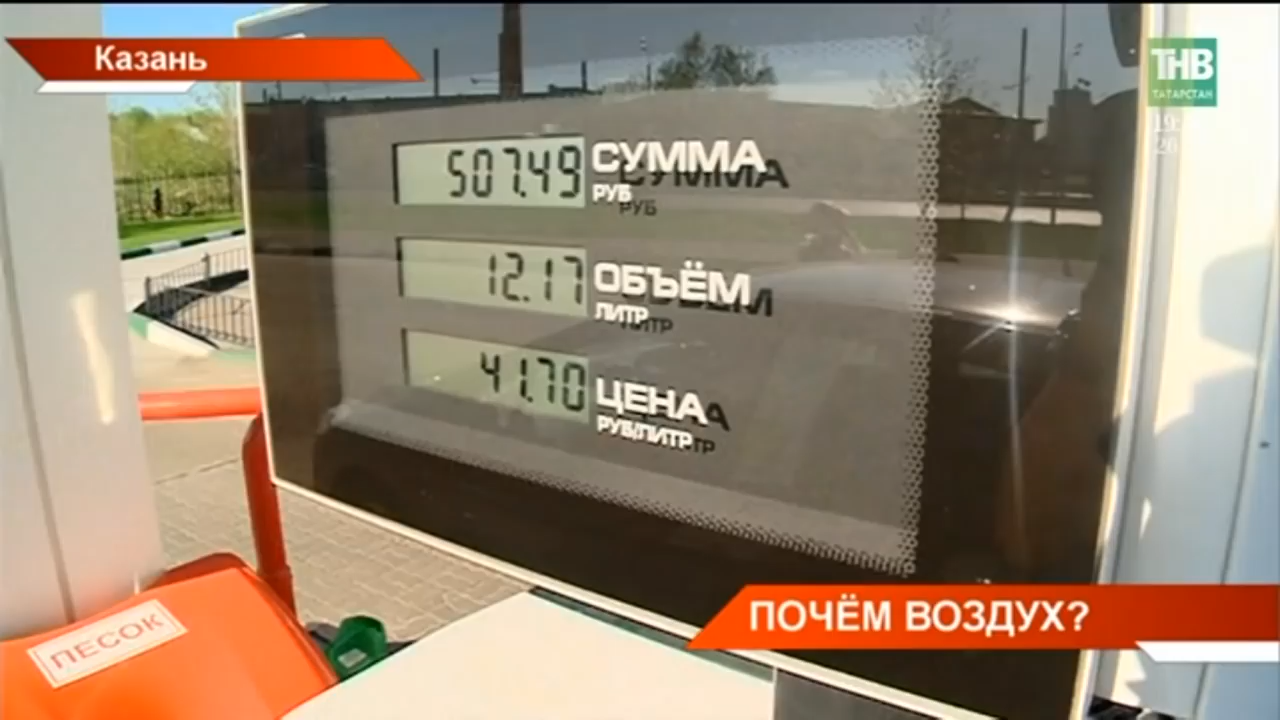 Казань
ТНВ
ТАТАРСТАН
507.49
СУММА
РУБ
12.17
ОБЪЁМ
ЛИТР
41.70
ЦЕНА
РУБ/ЛИТР
ПОЧЁМ ВОЗДУХ?
ПЕСОК